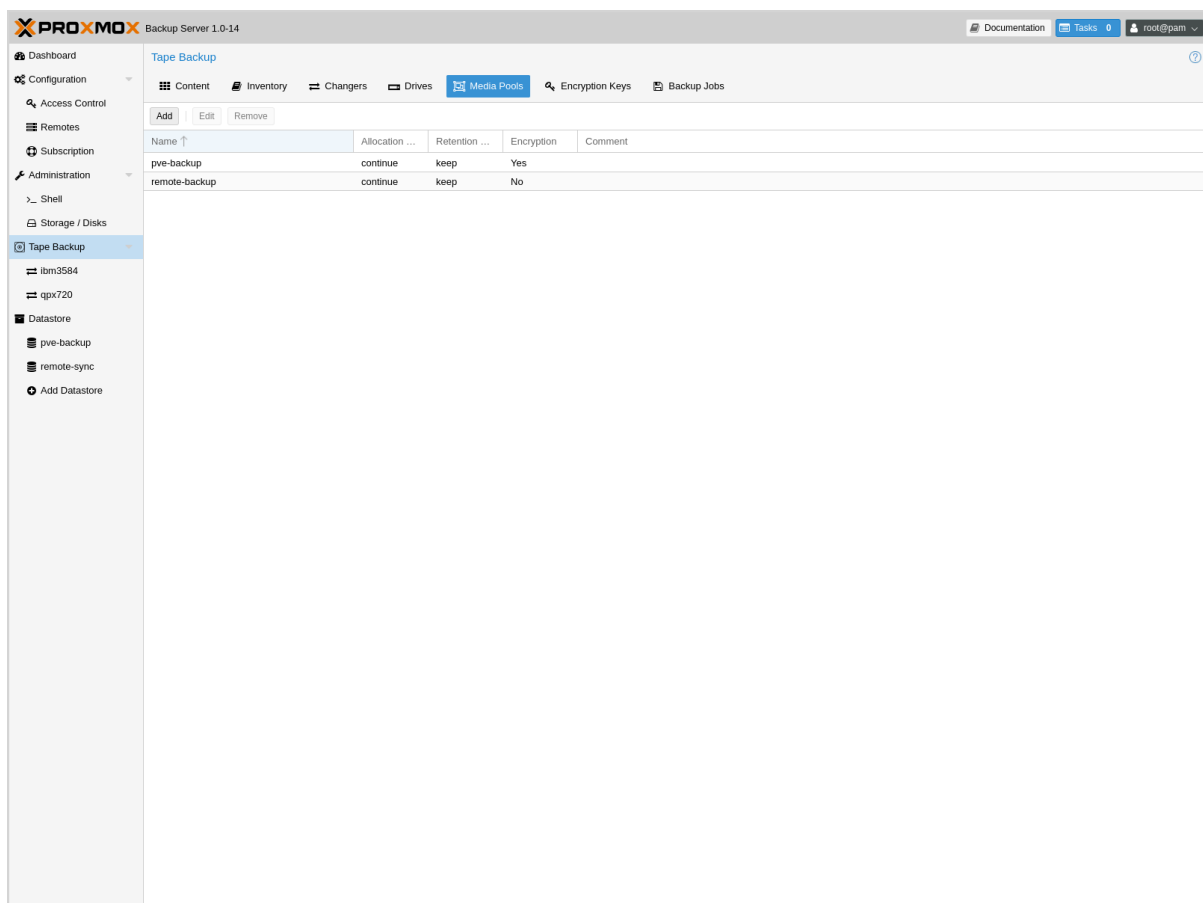 PROXMOX Backup Server 1.0-14 Documentation Tasks 0 root@pam
Dashboard
Configuration
Access Control
Remotes
Subscription
Administration
Shell
Storage / Disks
Tape Backup
ibm3584
qpx720
Datastore
pve-backup
remote-sync
Add Datastore
Tape Backup
Content Inventory Changers Drives Media Pools Encryption Keys Backup Jobs
Add Edit Remove
Name Allocation ... Retention ... Encryption Comment
pve-backup continue keep Yes
remote-backup continue keep No